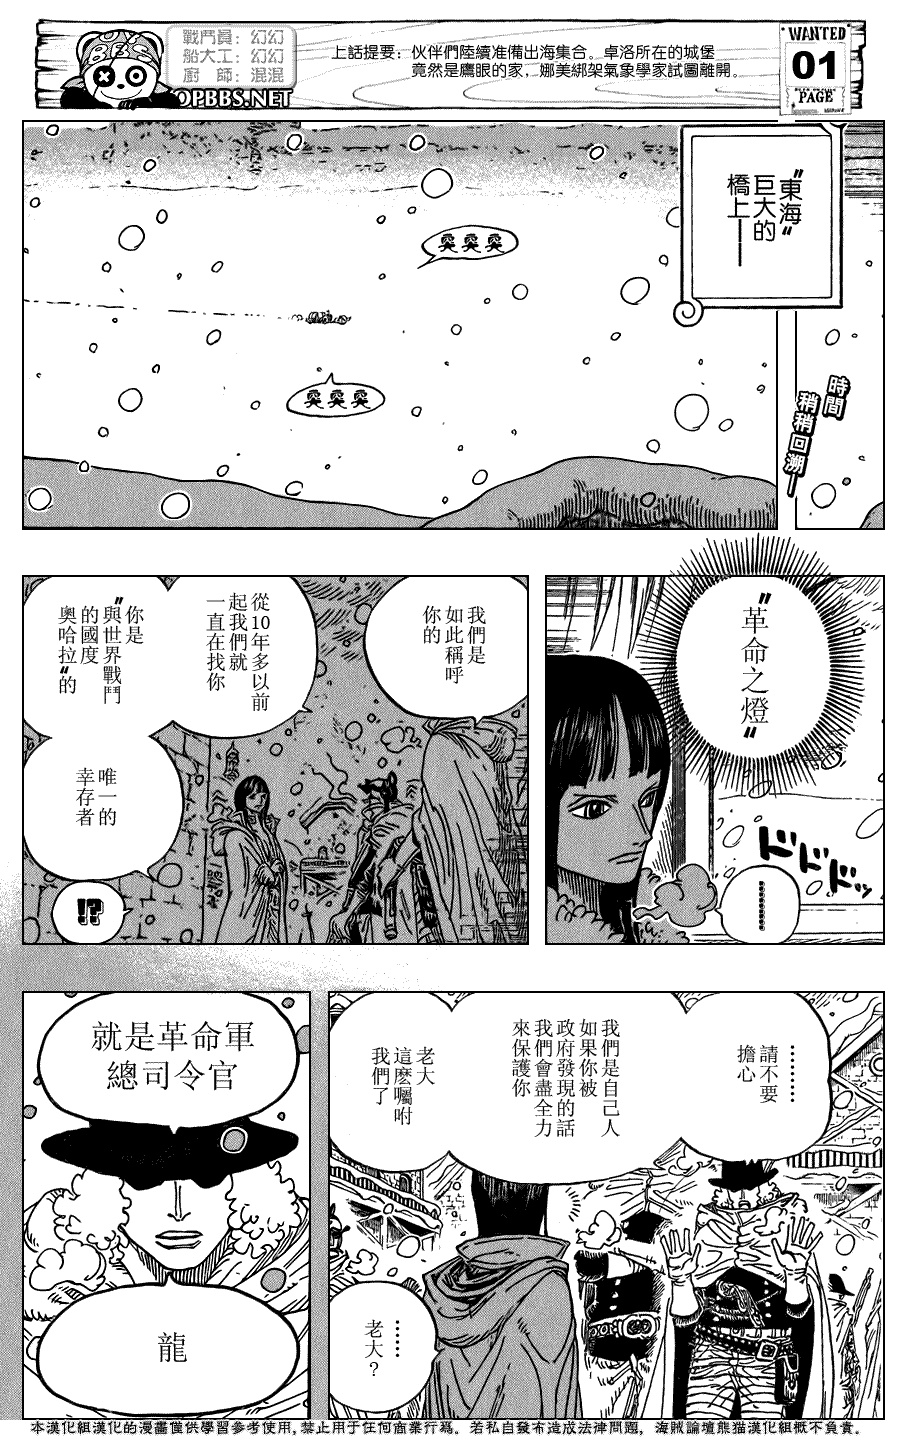 戰鬥員：幻幻
船大工：幻幻
廚　師：混混
OPBBS.NET
上話提要：伙伴們陸續准備出海集合。卓洛所在的城堡
竟然是鷹眼的家，娜美綁架氣象學家試圖離開。
WANTED
01
PAGE
〝東海〞
巨大的
橋上——
突突突
突突突
時間
稍稍回溯——
〝革命之燈〞
………
ドドドドッ
我們是
如此稱呼
你的
從10年多以前
起我們就
一直在找你
你是
〝與世界戰鬥
的國度
奧哈拉〞的
唯一的
幸存者
!?
……
請不要
擔心
我們是自己人
如果你被
政府發現的話
我們會盡全力
來保護你
老大
這麽囑咐
我們了
……
老大？
就是革命軍
總司令官
龍
本漢化組漢化的漫畫僅供學習參考使用,禁止用于任何商業行爲。若私自發布造成法律問題，海賊論壇熊猫漢化組概不負責。